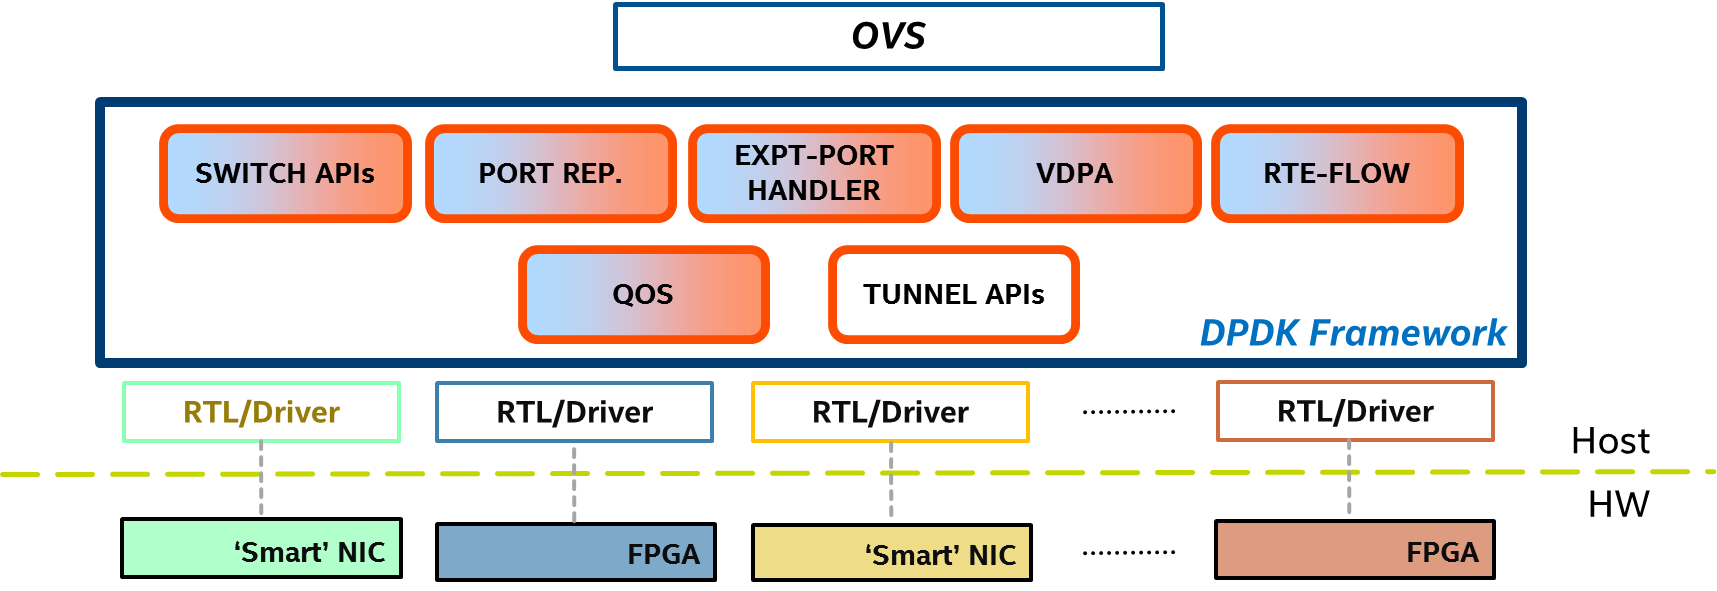 OVS
SWITCH APIs
PORT REP.
EXPT-PORT
HANDLER
VDPA
RTE-FLOW
QOS
TUNNEL APIs
DPDK Framework
RTL/Driver
RTL/Driver
RTL/Driver
RTL/Driver
Host
HW
‘Smart’ NIC
FPGA
‘Smart’ NIC
FPGA